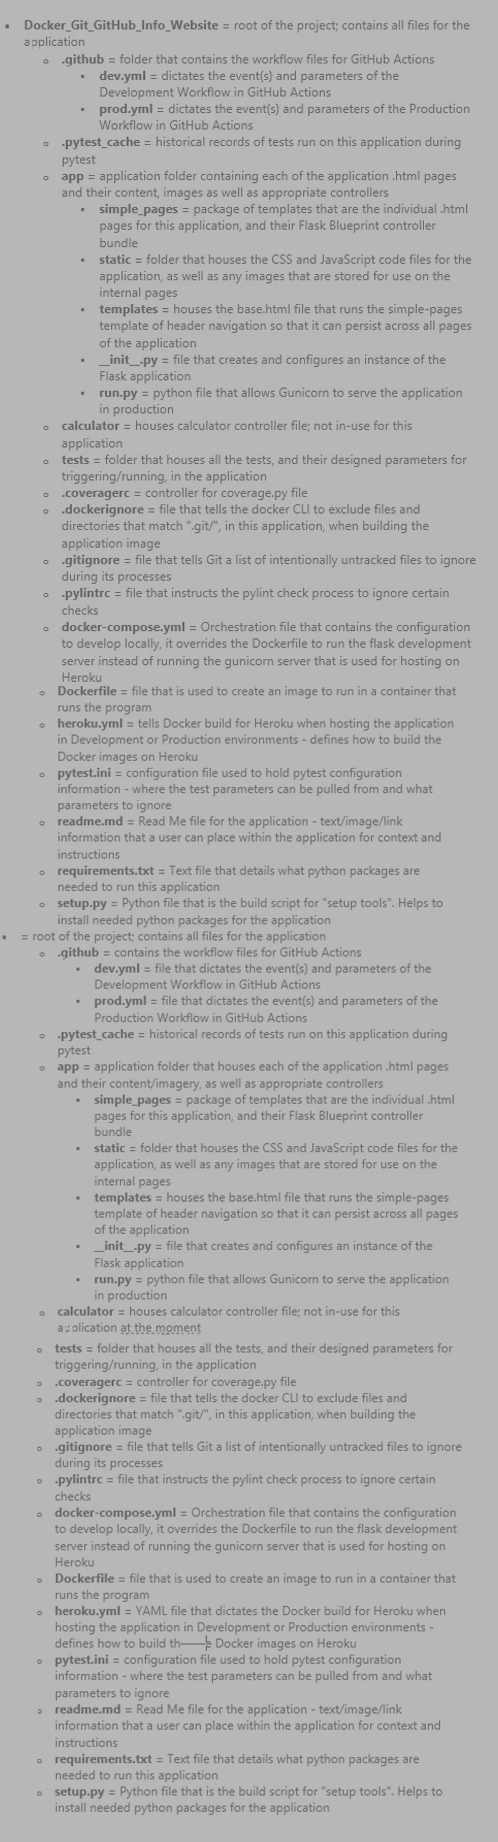 • Docker_Git_GitHub_Info_Website = root of the project; contains all files for the
application
o .github = folder that contains the workflow files for GitHub Actions
▪ dev.yml = dictates the event(s) and parameters of the
Development Workflow in GitHub Actions
▪ prod.yml = dictates the event(s) and parameters of the Production
Workflow in GitHub Actions
o .pytest_cache = historical records of tests run on this application during
pytest
o app = application folder containing each of the application .html pages
and their content, images as well as appropriate controllers
▪ simple_pages = package of templates that are the individual .html
pages for this application, and their Flask Blueprint controller
bundle
▪ static = folder that houses the CSS and JavaScript code files for the
application, as well as any images that are stored for use on the
internal pages
▪ templates = houses the base.html file that runs the simple-pages
template of header navigation so that it can persist across all pages
of the application
▪ __init__.py = file that creates and configures an instance of the
Flask application
▪ run.py = python file that allows Gunicorn to serve the application
in production
o calculator = houses calculator controller file; not in-use for this
application
o tests = folder that houses all the tests, and their designed parameters for
triggering/running, in the application
o .coveragerc = controller for coverage.py file
o .dockerignore = file that tells the docker CLI to exclude files and
directories that match ".git/", in this application, when building the
application image
o .gitignore = file that tells Git a list of intentionally untracked files to ignore
during its processes
o .pylintrc = file that instructs the pylint check process to ignore certain
checks
o docker-compose.yml = Orchestration file that contains the configuration
to develop locally, it overrides the Dockerfile to run the flask development
server instead of running the gunicorn server that is used for hosting on
Heroku
o Dockerfile = file that is used to create an image to run in a container that
runs the program
o heroku.yml = tells Docker build for Heroku when hosting the application
in Development or Production environments - defines how to build the
Docker images on Heroku
o pytest.ini = configuration file used to hold pytest configuration
information - where the test parameters can be pulled from and what
parameters to ignore
o readme.md = Read Me file for the application - text/image/link
information that a user can place within the application for context and
instructions
o requirements.txt = Text file that details what python packages are
needed to run this application
o setup.py = Python file that is the build script for "setup tools". Helps to
install needed python packages for the application
• = root of the project; contains all files for the application
o .github = contains the workflow files for GitHub Actions
▪ dev.yml = file that dictates the event(s) and parameters of the
Development Workflow in GitHub Actions
▪ prod.yml = file that dictates the event(s) and parameters of the
Production Workflow in GitHub Actions
o .pytest_cache = historical records of tests run on this application during
pytest
o app = application folder that houses each of the application .html pages
and their content/imagery, as well as appropriate controllers
▪ simple_pages = package of templates that are the individual .html
pages for this application, and their Flask Blueprint controller
bundle
▪ static = folder that houses the CSS and JavaScript code files for the
application, as well as any images that are stored for use on the
internal pages
▪ templates = houses the base.html file that runs the simple-pages
template of header navigation so that it can persist across all pages
of the application
▪ __init__.py = file that creates and configures an instance of the
Flask application
▪ run.py = python file that allows Gunicorn to serve the application
in production
o calculator = houses calculator controller file; not in-use for this
application at the moment
o tests = folder that houses all the tests, and their designed parameters for
triggering/running, in the application
o .coveragerc = controller for coverage.py file
o .dockerignore = file that tells the docker CLI to exclude files and
directories that match ".git/", in this application, when building the
application image
o .gitignore = file that tells Git a list of intentionally untracked files to ignore
during its processes
o .pylintrc = file that instructs the pylint check process to ignore certain
checks
o docker-compose.yml = Orchestration file that contains the configuration
to develop locally, it overrides the Dockerfile to run the flask development
server instead of running the gunicorn server that is used for hosting on
Heroku
o Dockerfile = file that is used to create an image to run in a container that
runs the program
o heroku.yml = YAML file that dictates the Docker build for Heroku when
hosting the application in Development or Production environments -
defines how to build the Docker images on Heroku
o pytest.ini = configuration file used to hold pytest configuration
information - where the test parameters can be pulled from and what
parameters to ignore
o readme.md = Read Me file for the application - text/image/link
information that a user can place within the application for context and
instructions
o requirements.txt = Text file that details what python packages are
needed to run this application
o setup.py = Python file that is the build script for "setup tools". Helps to
install needed python packages for the application